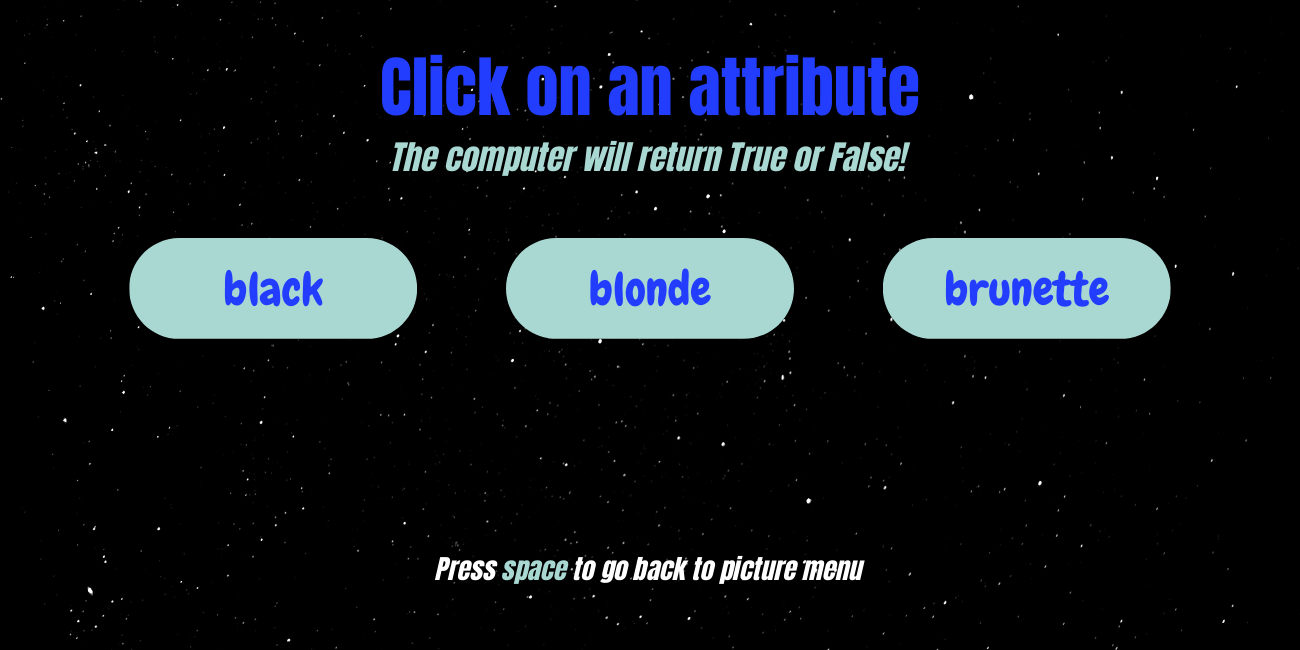 Click on an attribute
The computer will return True or False!
black blonde brunette
Press space to go back to picture menu